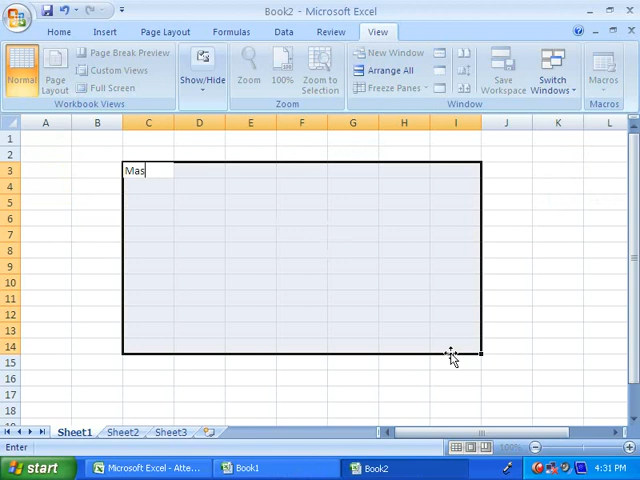 Book2 - Microsoft Excel
Home Insert Page Layout Formulas Data Review View
Normal
Page Layout
Page Break Preview
Custom Views
Full Screen
Workbook Views
Show/Hide
Zoom
100%
Zoom to Selection
Zoom
New Window
Arrange All
Freeze Panes
Save Workspace
Switch Windows
Window
Macros
Macros
A B C D E F G H I J K L
1
2
3 Mas
4
5
6
7
8
9
10
11
12
13
14
15
16
17
18
Sheet1 Sheet2 Sheet3
Enter 100%
start Microsoft Excel - Atte... Book1 Book2 4:31 PM